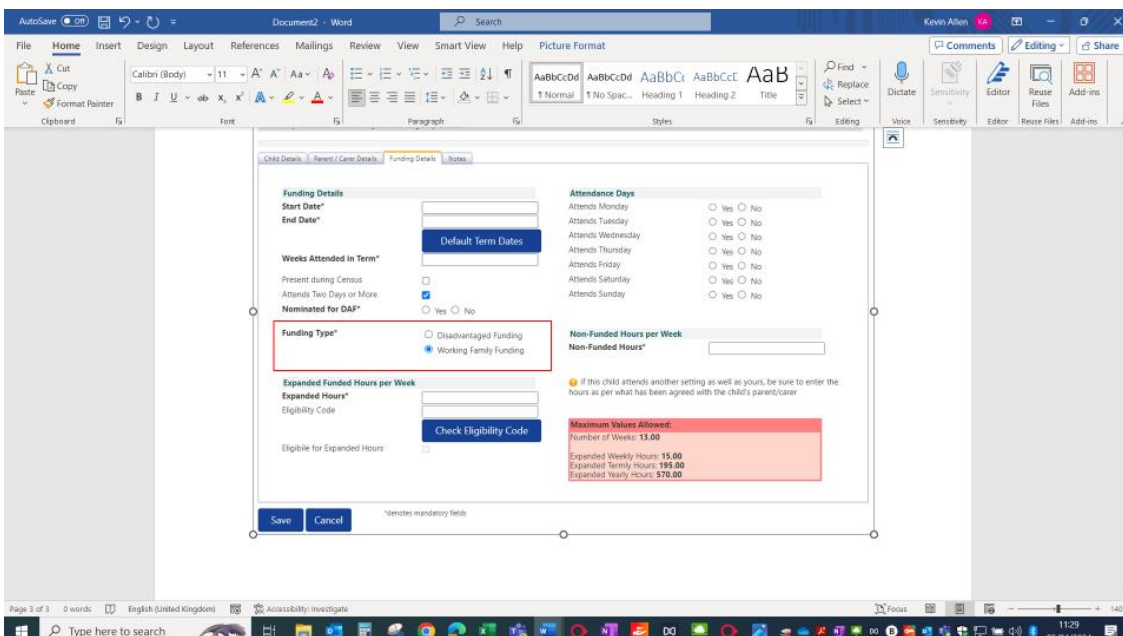 AutoSave Off
Document2 - Word
Search
Kevin Allen KA
File Home Insert Design Layout References Mailings Review View Smart View Help Picture Format
Comments Editing Share
Paste
Cut
Copy
Format Painter
Calibri (Body) 11
AaBbCcDd AaBbCcDd AaBbCc AaBbCcD AaB
¶ Normal ¶ No Spac... Heading 1 Heading 2 Title
Find
Replace
Select
Dictate
Sensitivity
Editor
Reuse Files
Add-ins
Clipboard Font Paragraph Styles Editing Voice Sensitivity Editor Reuse Files Add-ins
Child Details Parent / Carer Details Funding Details Notes
Funding Details
Start Date*
End Date*
Default Term Dates
Weeks Attended in Term*
Present during Census
Attends Two Days or More
Nominated for DAF* Yes No
Funding Type* Disadvantaged Funding
Working Family Funding
Expanded Funded Hours per Week
Expanded Hours*
Eligibility Code
Check Eligibility Code
Eligibile for Expanded Hours
Attendance Days
Attends Monday Yes No
Attends Tuesday Yes No
Attends Wednesday Yes No
Attends Thursday Yes No
Attends Friday Yes No
Attends Saturday Yes No
Attends Sunday Yes No
Non-Funded Hours per Week
Non-Funded Hours*
if this child attends another setting as well as yours, be sure to enter the
hours as per what has been agreed with the child's parent/carer
Maximum Values Allowed:
Number of Weeks: 13.00
Expanded Weekly Hours: 15.00
Expanded Termly Hours: 195.00
Expanded Yearly Hours: 570.00
Save Cancel *denotes mandatory fields
Page 3 of 3 0 words English (United Kingdom) Accessibility: Investigate
Focus
Type here to search
11:29